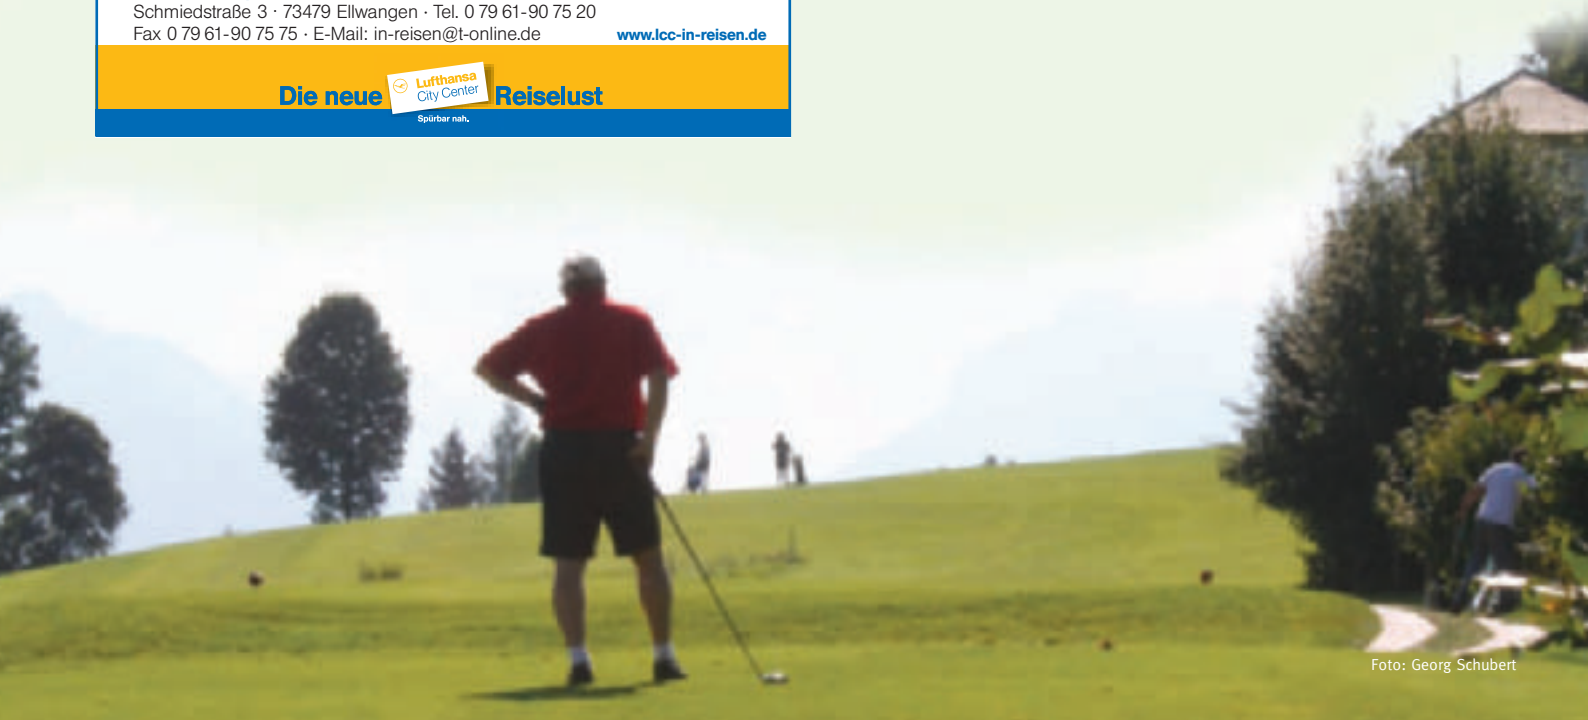 Schmiedstraße 3 · 73479 Ellwangen · Tel. 0 79 61-90 75 20
Fax 0 79 61-90 75 75 · E-Mail: in-reisen@t-online.de
www.lcc-in-reisen.de
Die neue Lufthansa City Center Reiselust
Spürbar nah.
Foto: Georg Schubert